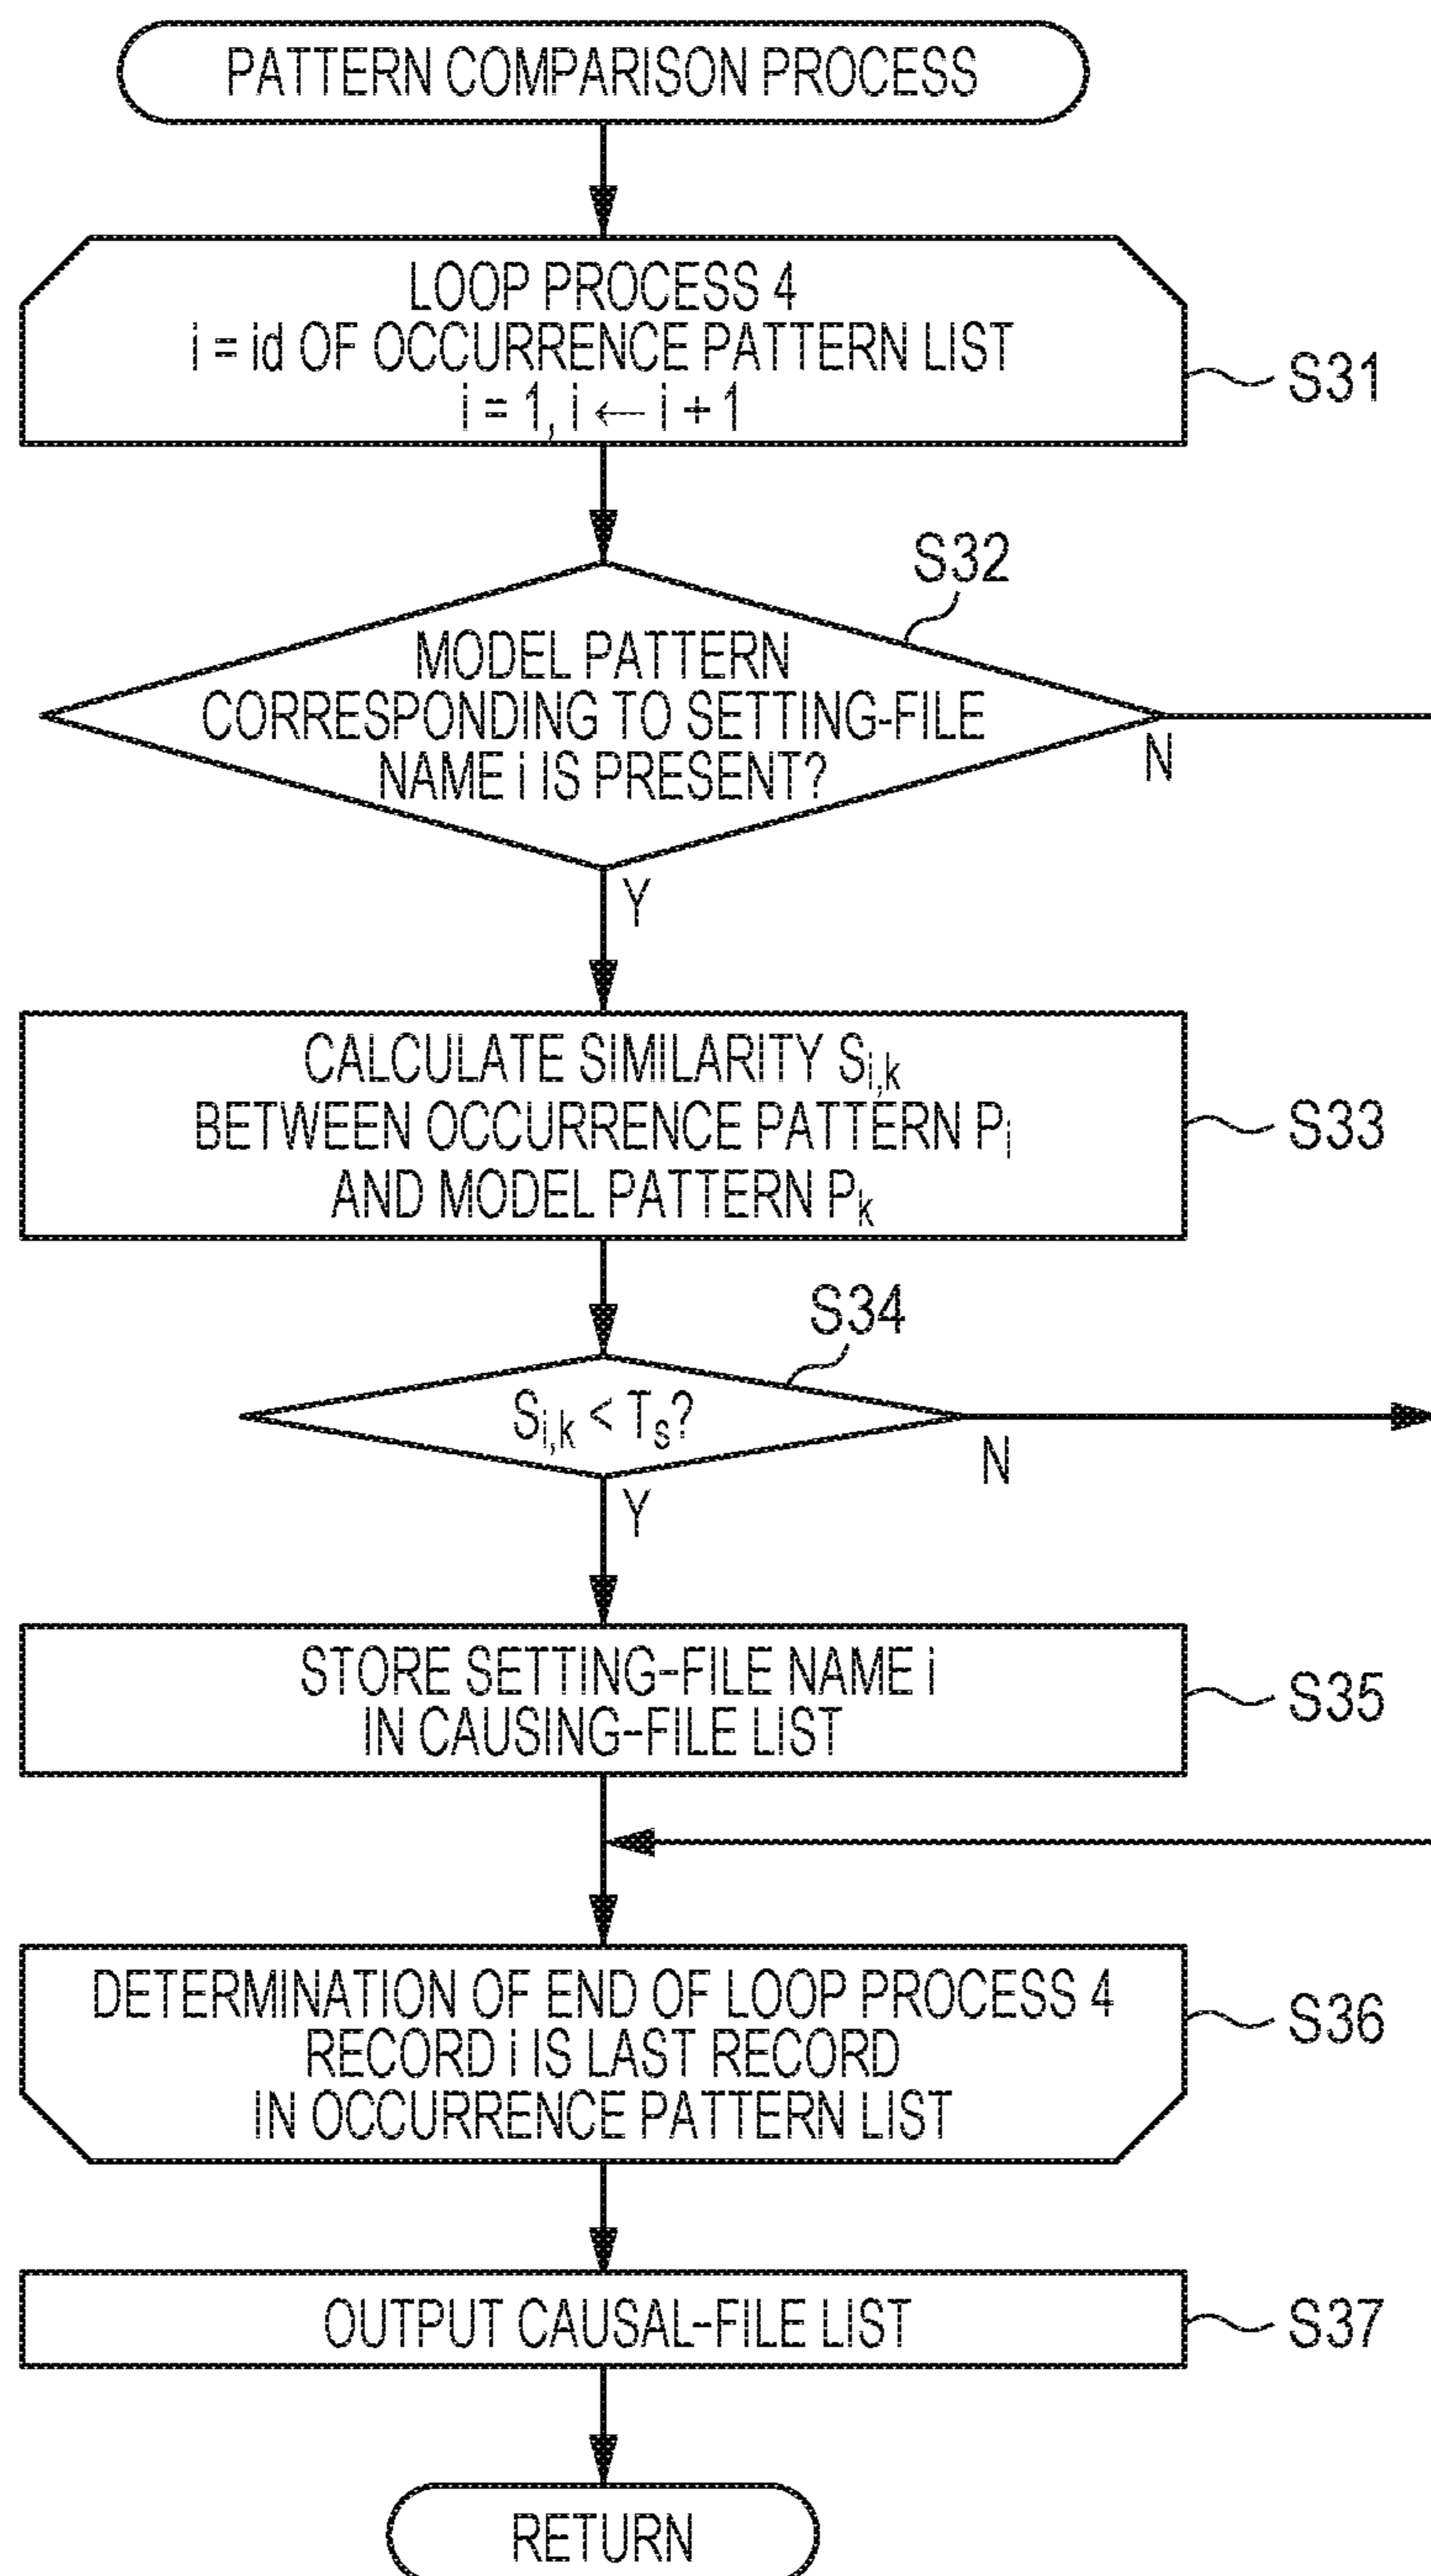 PATTERN COMPARISON PROCESS
LOOP PROCESS 4
i = id OF OCCURRENCE PATTERN LIST
i = 1, i ← i + 1
S31
S32
MODEL PATTERN
CORRESPONDING TO SETTING-FILE
NAME i IS PRESENT?
N
Y
CALCULATE SIMILARITY Si,k
BETWEEN OCCURRENCE PATTERN Pi
AND MODEL PATTERN Pk
S33
S34
Si,k < Ts?
N
Y
STORE SETTING-FILE NAME i
IN CAUSING-FILE LIST
S35
DETERMINATION OF END OF LOOP PROCESS 4
RECORD i IS LAST RECORD
IN OCCURRENCE PATTERN LIST
S36
OUTPUT CAUSAL-FILE LIST
S37
RETURN